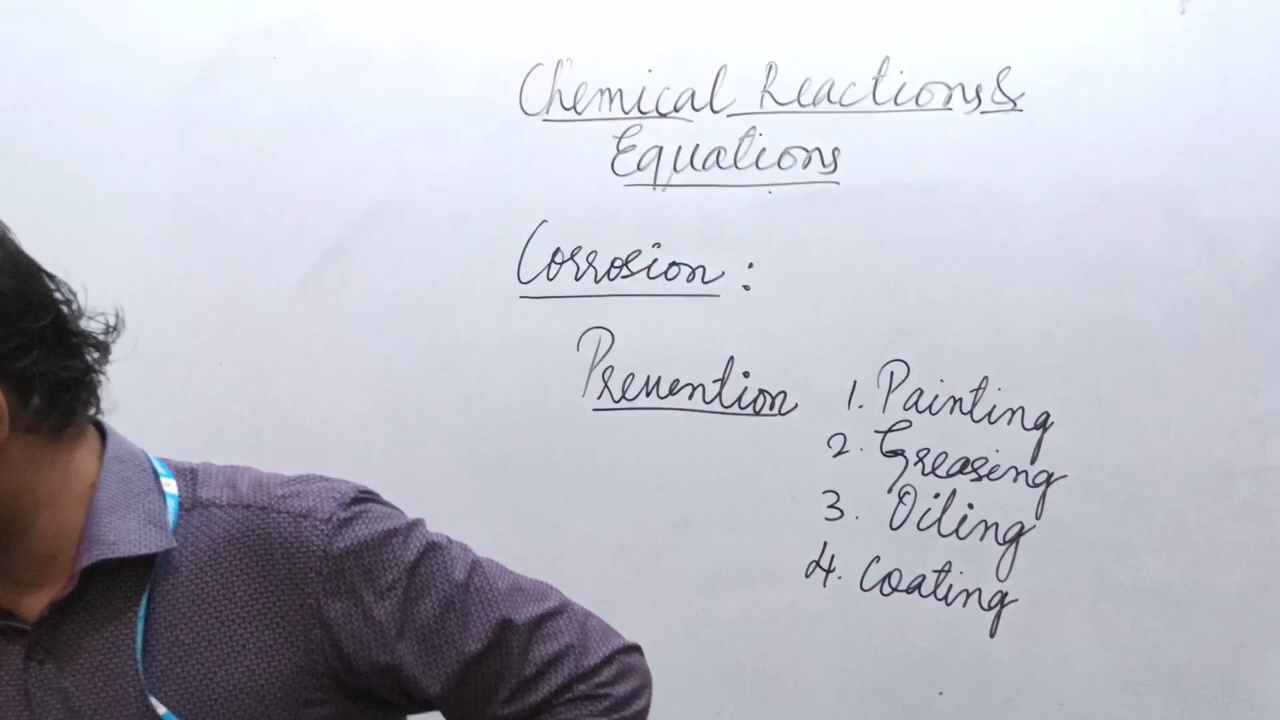 Chemical Reactions &
Equations
Corrosion :
Prevention 1. Painting
2. Greasing
3. Oiling
4. Coating